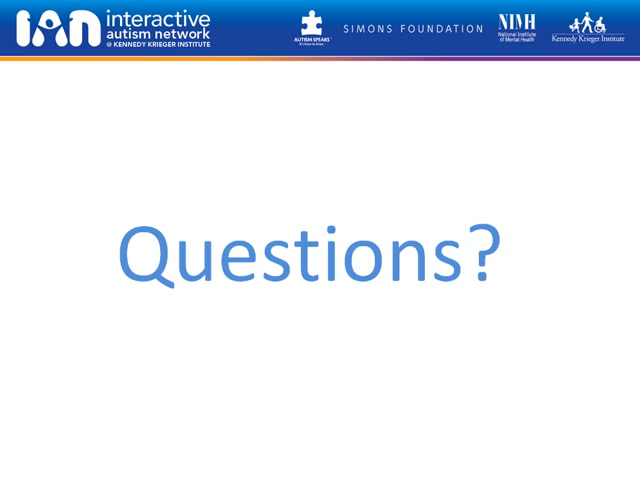 IAN interactive
autism network
@ KENNEDY KRIEGER INSTITUTE
AUTISM SPEAKS
SIMONS FOUNDATION
NIMH
National Institute
of Mental Health
Kennedy Krieger Institute
Questions?